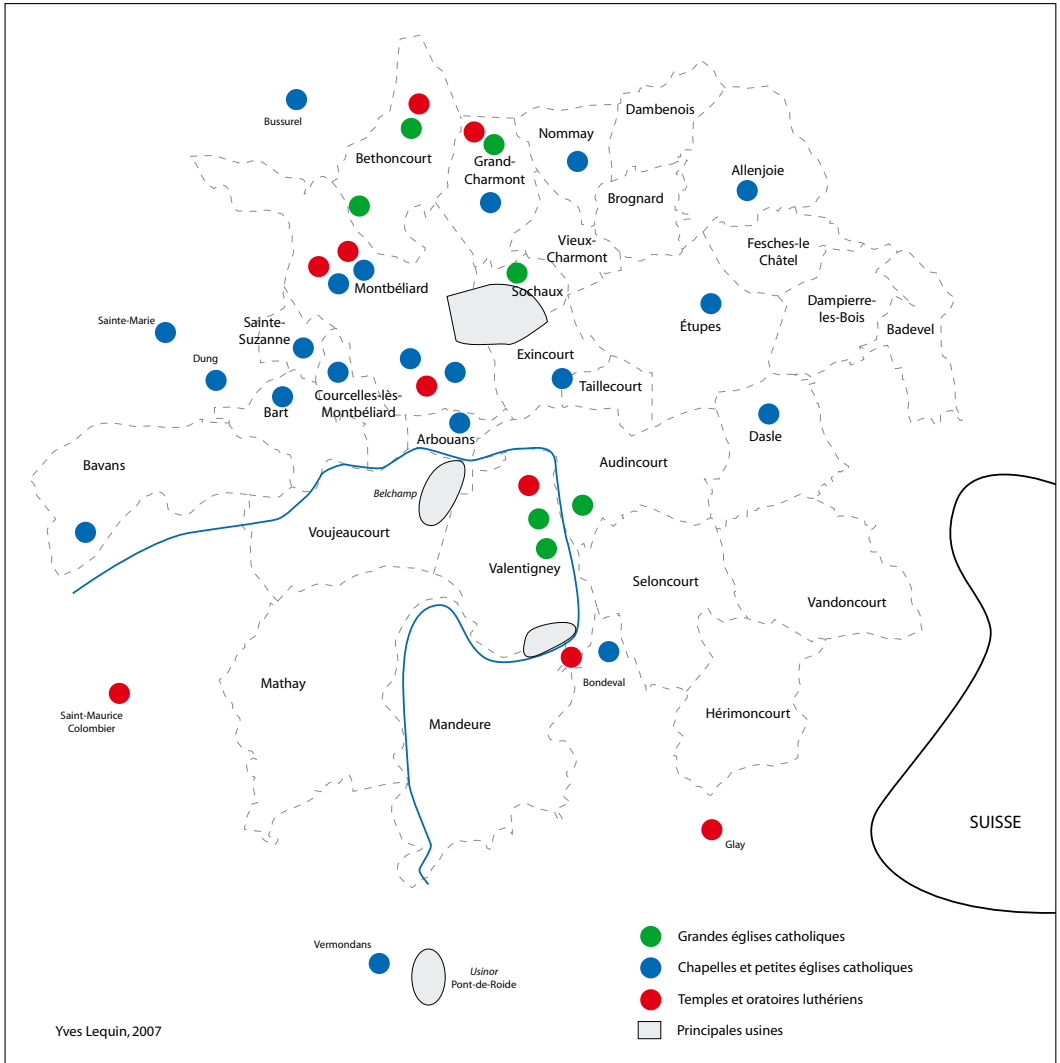 Bussurel
Dambenois
Nommay
Bethoncourt
Grand-
Charmont
Allenjoie
Brognard
Vieux-
Charmont
Fesches-le
Châtel
Montbéliard
Sochaux
Dampierre-
les-Bois
Badevel
Étupes
Sainte-Marie
Sainte-
Suzanne
Dung
Exincourt
Taillecourt
Bart
Courcelles-lès-
Montbéliard
Arbouans
Dasle
Bavans
Audincourt
Belchamp
Voujeaucourt
Valentigney
Seloncourt
Vandoncourt
Bondeval
Mathay
Saint-Maurice
Colombier
Mandeure
Hérimoncourt
SUISSE
Glay
Vermondans
Usinor
Pont-de-Roide
Grandes églises catholiques
Chapelles et petites églises catholiques
Temples et oratoires luthériens
Principales usines
Yves Lequin, 2007